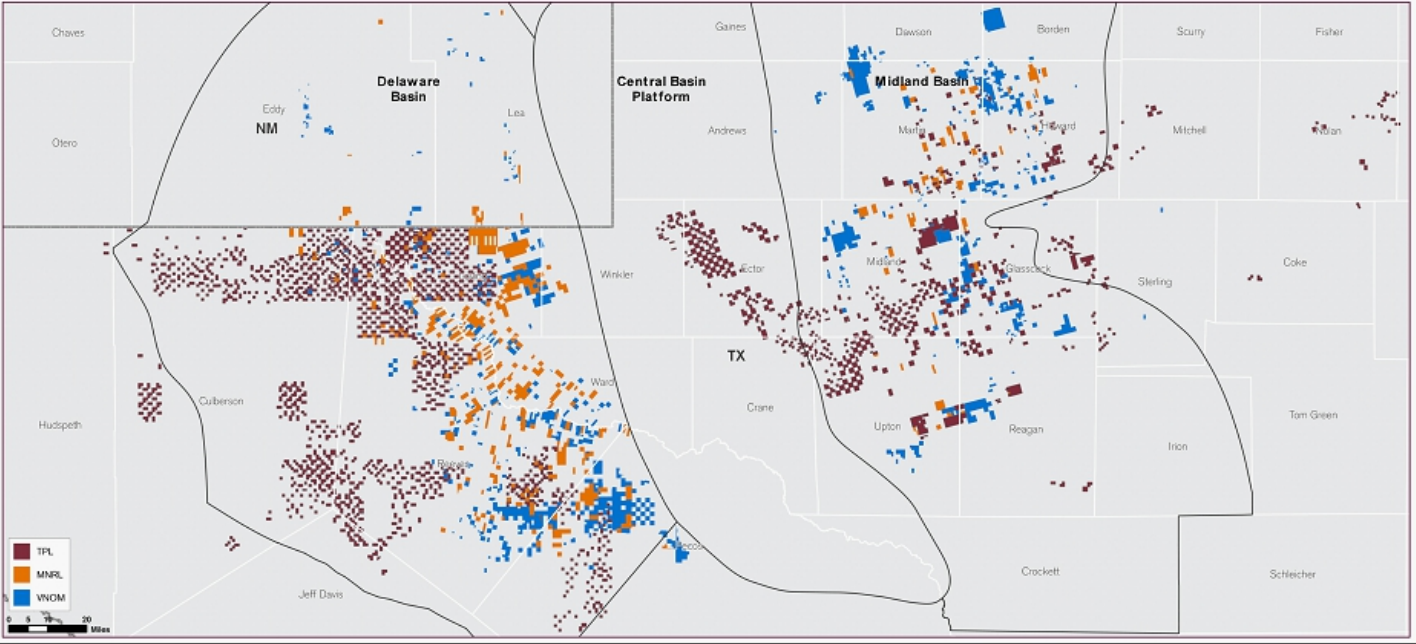 Chaves
Gaines
Dawson
Borden
Scurry
Fisher
Delaware
Basin
Central Basin
Platform
Midland Basin
Eddy
NM
Lea
Otero
Andrews
Martin
Howard
Mitchell
Nolan
Winkler
Ector
Midland
Glasscock
Sterling
Coke
TX
Culberson
Ward
Crane
Hudspeth
Upton
Reagan
Irion
Tom Green
Reeves
Pecos
Jeff Davis
Crockett
Schleicher
TPL
MNRL
VNOM
0 5 10 20
Miles